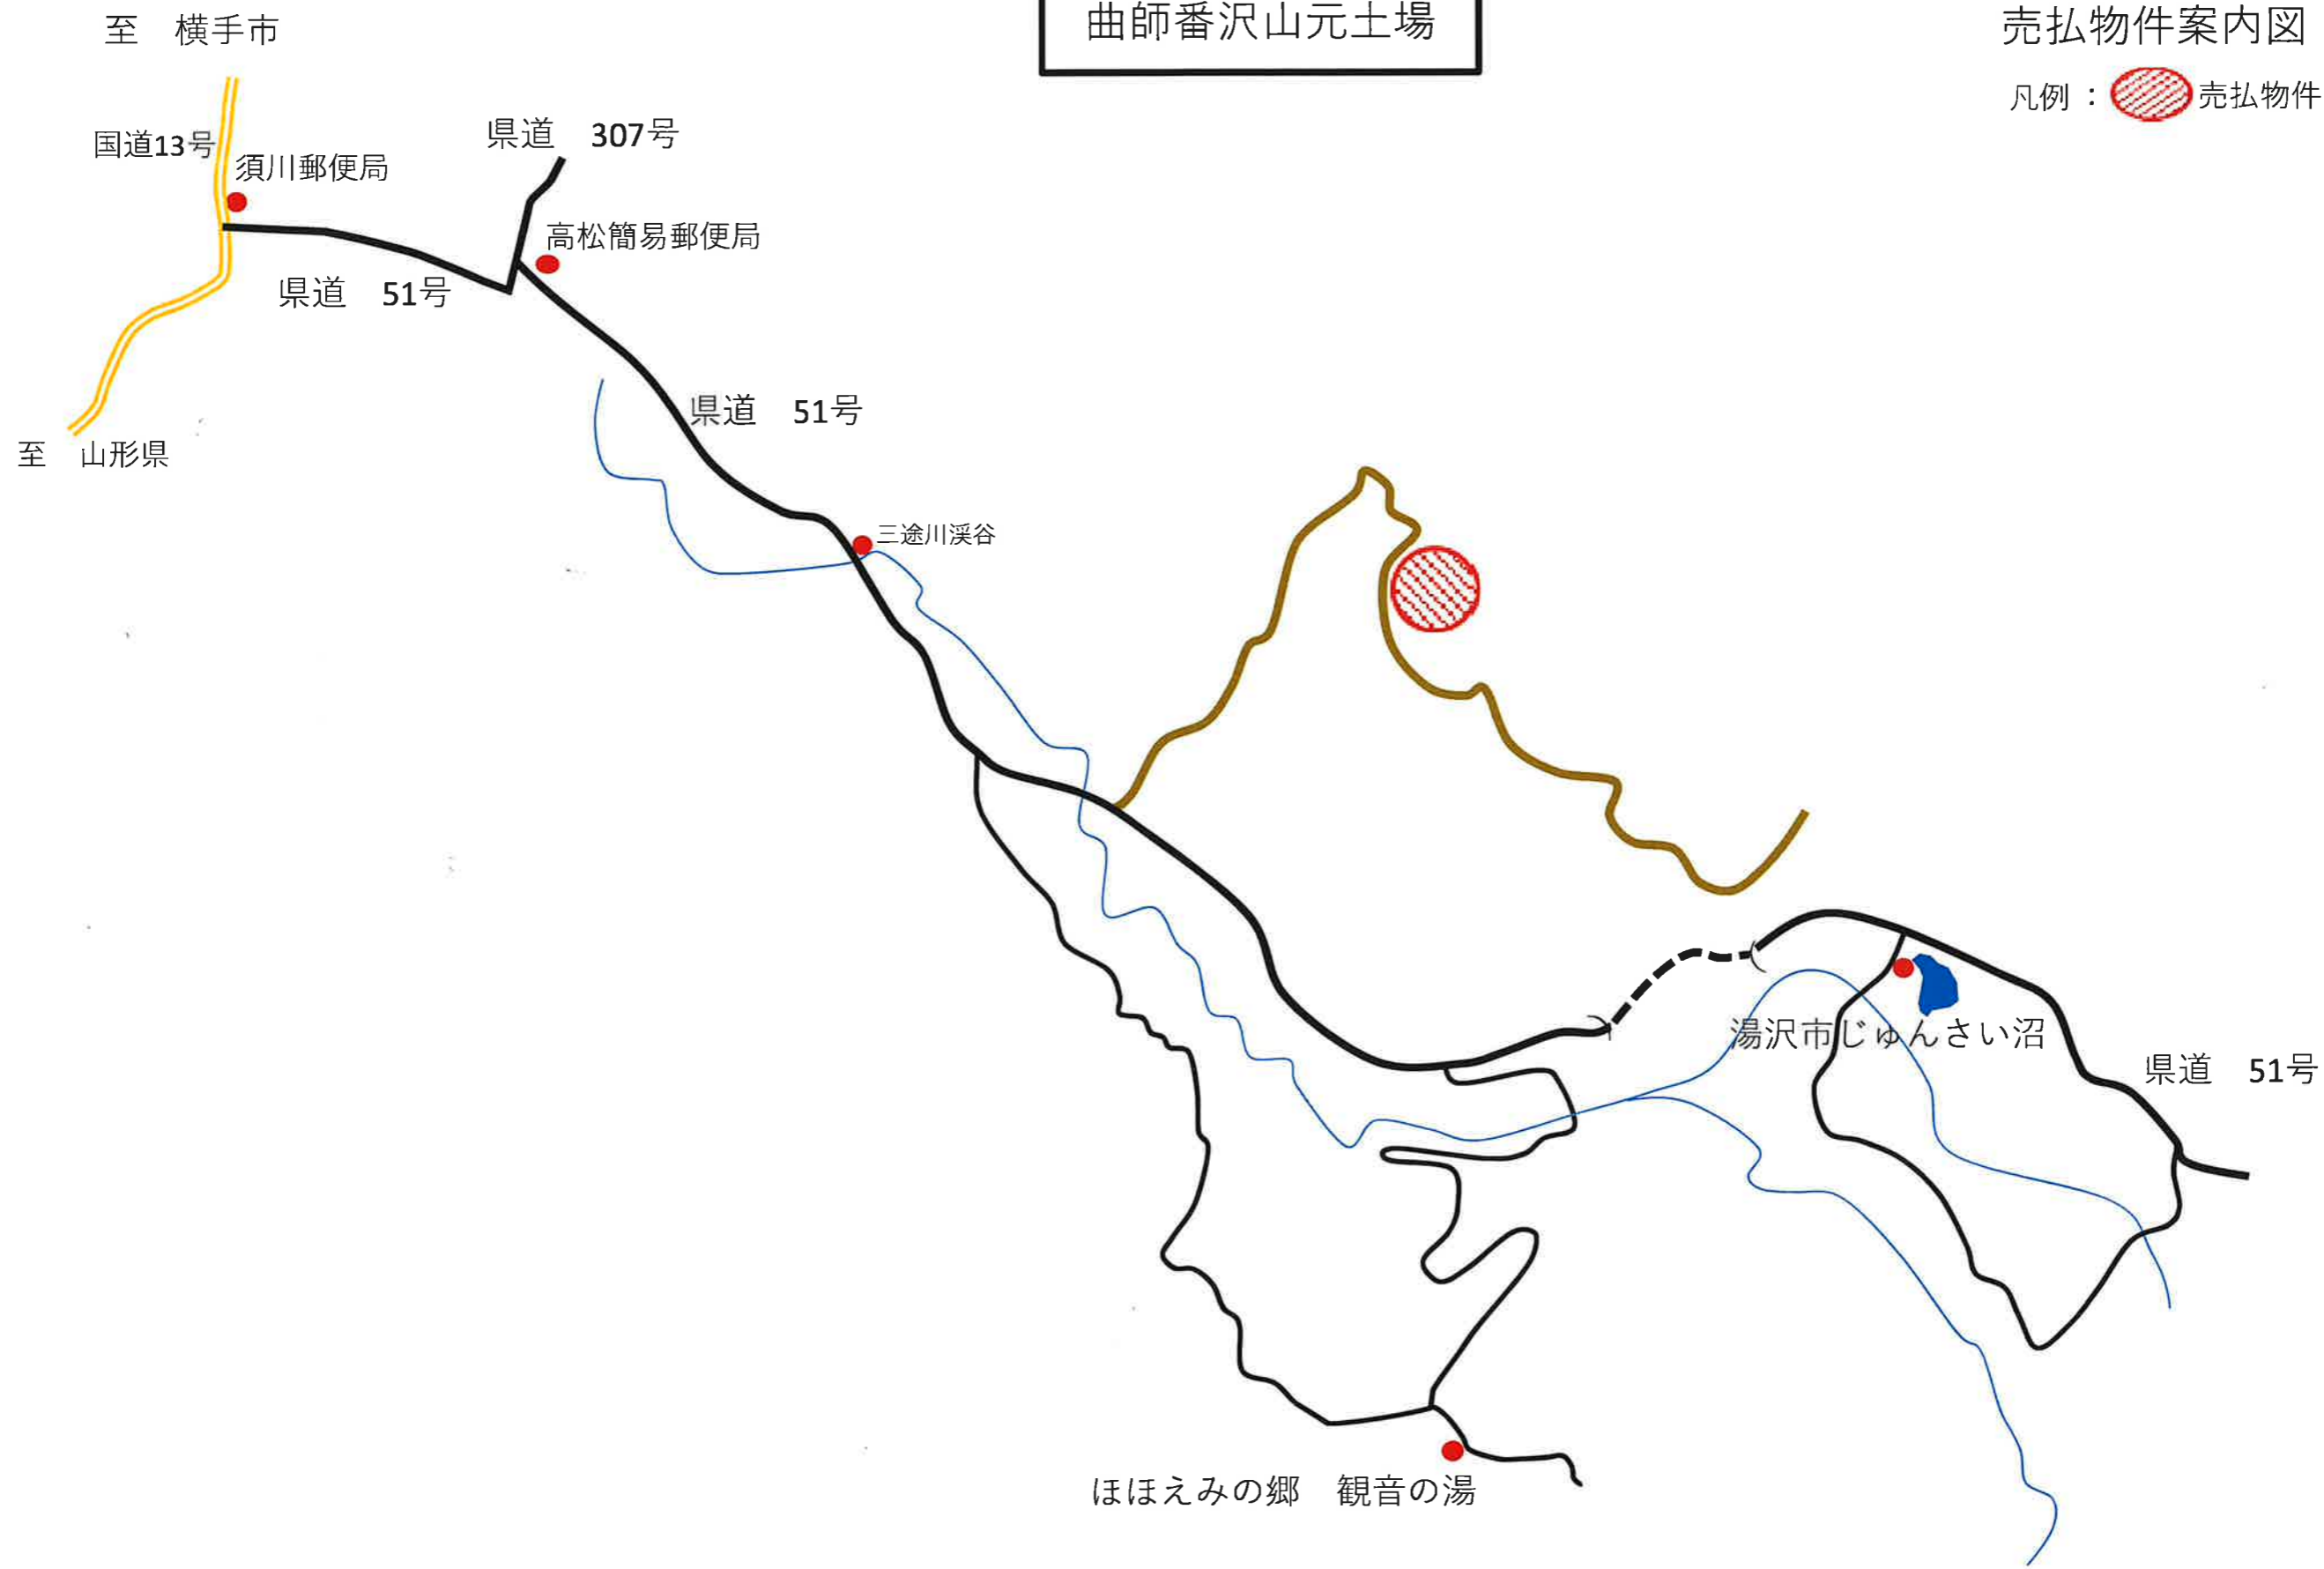 曲師番沢山元土場
売払物件案内図
凡例：売払物件
至　横手市
国道13号
須川郵便局
県道　307号
高松簡易郵便局
県道　51号
至　山形県
県道　51号
三途川渓谷
湯沢市じゅんさい沼
県道　51号
ほほえみの郷　観音の湯